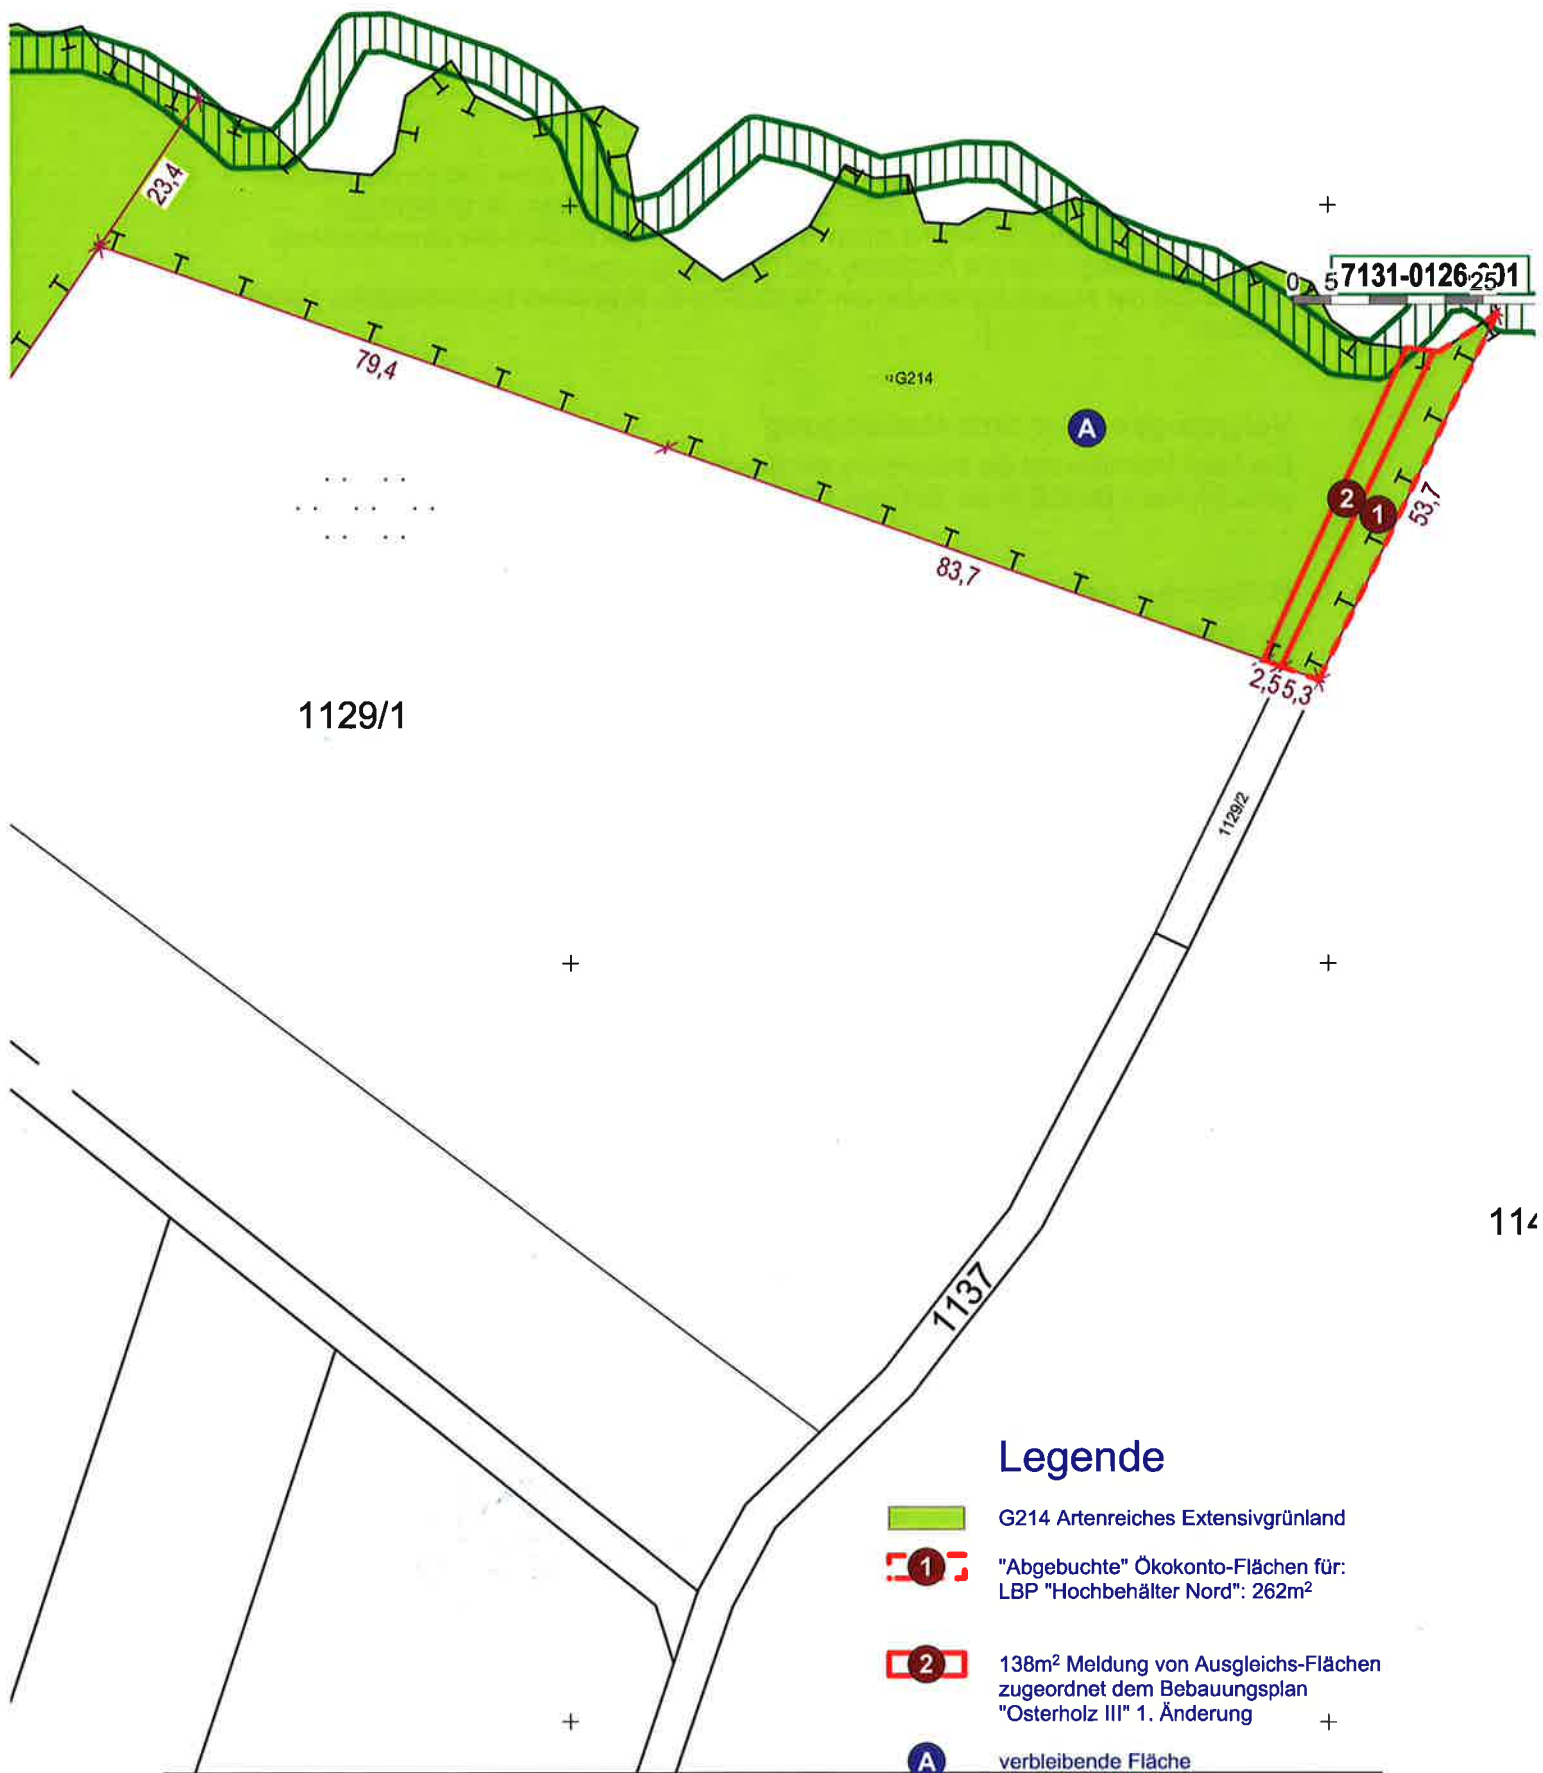 23,4
0 5 25
7131-0126-001
79,4
G214
A
2
1
53,7
83,7
2,5
5,3
1129/1
1129/2
1137
114
Legende
G214 Artenreiches Extensivgrünland
1
"Abgebuchte" Ökokonto-Flächen für:
LBP "Hochbehälter Nord": 262m²
2
138m² Meldung von Ausgleichs-Flächen
zugeordnet dem Bebauungsplan
"Osterholz III" 1. Änderung
A
verbleibende Fläche